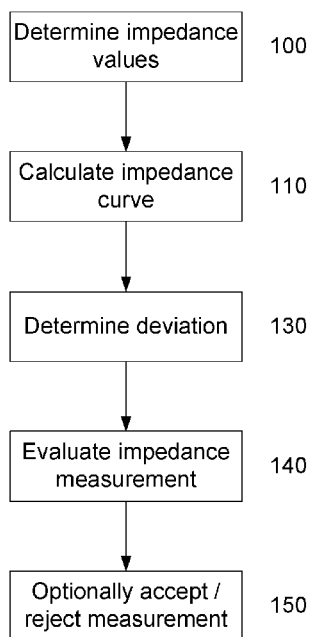 Determine impedance
values
100
Calculate impedance
curve
110
Determine deviation
130
Evaluate impedance
measurement
140
Optionally accept /
reject measurement
150